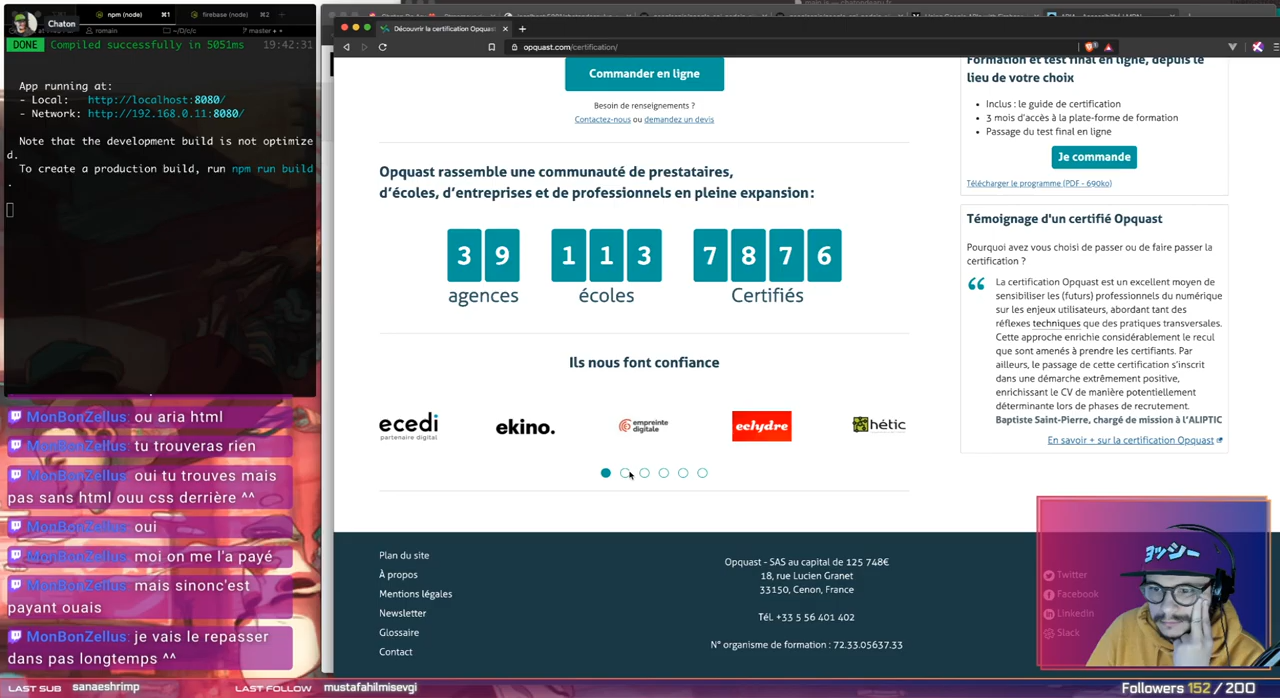 Chaton
npm (node) ⌘1
firebase (node) ⌘2
romain
~/D/c/c
master
DONE Compiled successfully in 5051ms 19:42:31
App running at:
- Local: http://localhost:8080/
- Network: http://192.168.0.11:8080/
Note that the development build is not optimize
d.
To create a production build, run npm run build
.
MonBonZellus: ou aria html
MonBonZellus: tu trouveras rien
MonBonZellus: oui tu trouves mais
pas sans html ouu css derrière ^^
MonBonZellus: oui
MonBonZellus: moi on me l'a payé
MonBonZellus: mais sinonc'est
payant ouais
MonBonZellus: je vais le repasser
dans pas longtemps ^^
LAST SUB sanaeshrimp LAST FOLLOW mustafahilmisevgi
Découvrir la certification Opquast
opquast.com/certification/
Commander en ligne
Besoin de renseignements ?
Contactez-nous ou demandez un devis
Opquast rassemble une communauté de prestataires,
d'écoles, d'entreprises et de professionnels en pleine expansion :
39 113 7876
agences écoles Certifiés
Ils nous font confiance
ecedi
partenaire digital
ekino.
empreinte
digitale
eclydre
hétic
Formation et test final en ligne, depuis le
lieu de votre choix
Inclus : le guide de certification
3 mois d'accès à la plate-forme de formation
Passage du test final en ligne
Je commande
Télécharger le programme (PDF - 690ko)
Témoignage d'un certifié Opquast
Pourquoi avez vous choisi de passer ou de faire passer la
certification ?
La certification Opquast est un excellent moyen de
sensibiliser les (futurs) professionnels du numérique
sur les enjeux utilisateurs, abordant tant des
réflexes techniques que des pratiques transversales.
Cette approche enrichie considérablement le recul
que sont amenés à prendre les certifiants. Par
ailleurs, le passage de cette certification s'inscrit
dans une démarche extrêmement positive,
enrichissant le CV de manière potentiellement
déterminante lors de phases de recrutement.
Baptiste Saint-Pierre, chargé de mission à l'ALIPTIC
En savoir + sur la certification Opquast
Plan du site
À propos
Mentions légales
Newsletter
Glossaire
Contact
Opquast - SAS au capital de 125 748€
18, rue Lucien Granet
33150, Cenon, France
Tél. +33 5 56 401 402
N° organisme de formation : 72.33.05637.33
Twitter
Facebook
LinkedIn
Slack
ヨッシー
Followers 152 / 200